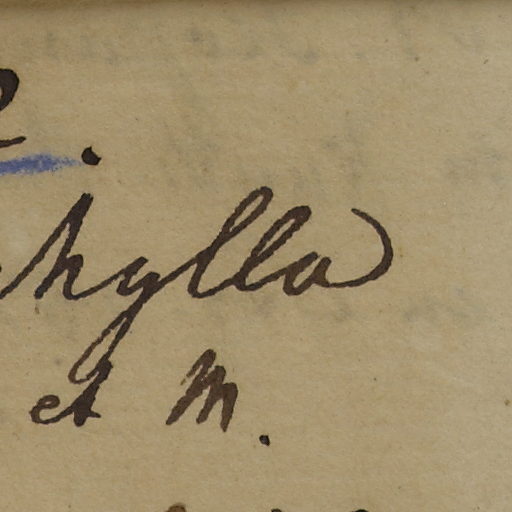 hylla)
et M.